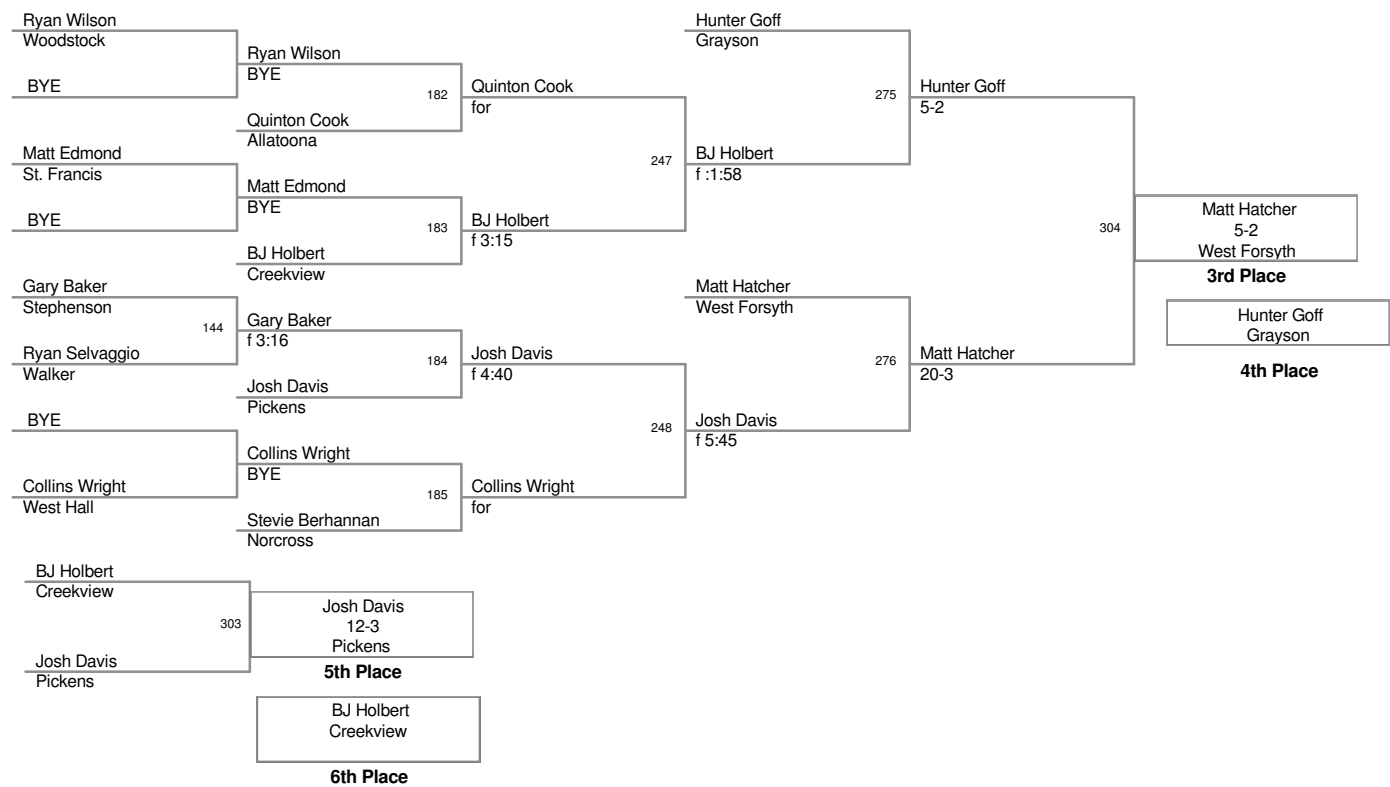 Ryan Wilson
Woodstock
BYE
Matt Edmond
St. Francis
BYE
Gary Baker
Stephenson
144
Ryan Selvaggio
Walker
BYE
Collins Wright
West Hall
Ryan Wilson
BYE
182
Quinton Cook
Allatoona
Matt Edmond
BYE
183
BJ Holbert
Creekview
Gary Baker
f 3:16
184
Josh Davis
Pickens
Collins Wright
BYE
185
Stevie Berhannan
Norcross
Quinton Cook
for
247
BJ Holbert
f 3:15
Josh Davis
f 4:40
248
Collins Wright
for
Hunter Goff
Grayson
275
BJ Holbert
f :1:58
Matt Hatcher
West Forsyth
276
Josh Davis
f 5:45
Hunter Goff
5-2
304
Matt Hatcher
20-3
Matt Hatcher
5-2
West Forsyth
3rd Place
Hunter Goff
Grayson
4th Place
BJ Holbert
Creekview
303
Josh Davis
Pickens
Josh Davis
12-3
Pickens
5th Place
BJ Holbert
Creekview
6th Place